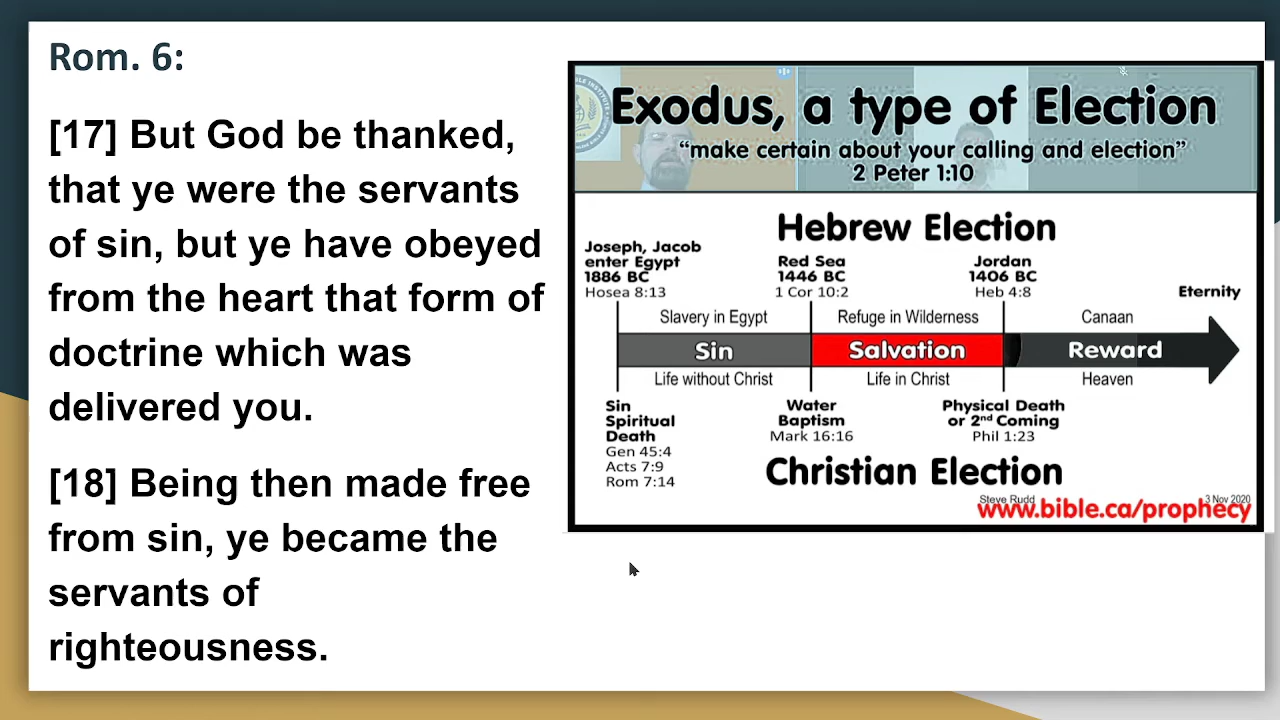 Rom. 6:
[17] But God be thanked,
that ye were the servants
of sin, but ye have obeyed
from the heart that form of
doctrine which was
delivered you.
[18] Being then made free
from sin, ye became the
servants of
righteousness.
Exodus, a type of Election
“make certain about your calling and election”
2 Peter 1:10
Hebrew Election
Joseph, Jacob
enter Egypt
1886 BC
Hosea 8:13
Red Sea
1446 BC
1 Cor 10:2
Jordan
1406 BC
Heb 4:8
Eternity
Slavery in Egypt
Refuge in Wilderness
Canaan
Sin
Salvation
Reward
Life without Christ
Life in Christ
Heaven
Sin
Spiritual
Death
Gen 45:4
Acts 7:9
Rom 7:14
Water
Baptism
Mark 16:16
Physical Death
or 2nd Coming
Phil 1:23
Christian Election
Steve Rudd
3 Nov 2020
www.bible.ca/prophecy